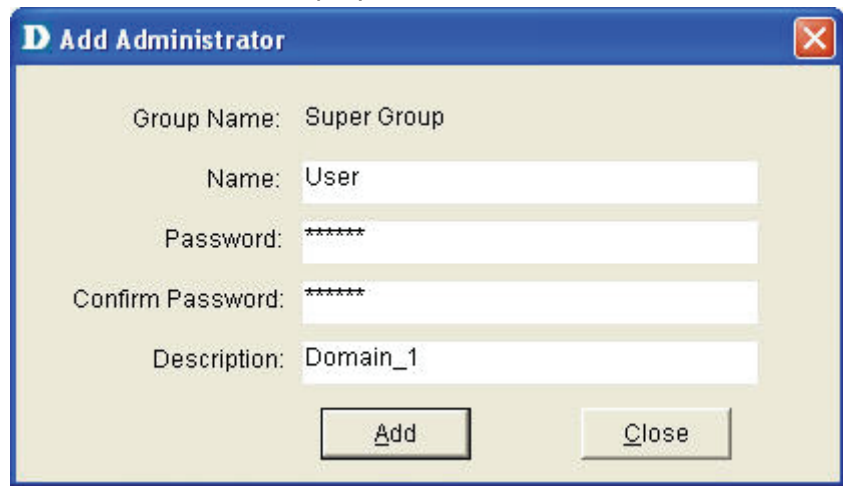 D Add Administrator
Group Name: Super Group
Name: User
Password: ******
Confirm Password: ******
Description: Domain_1
Add Close